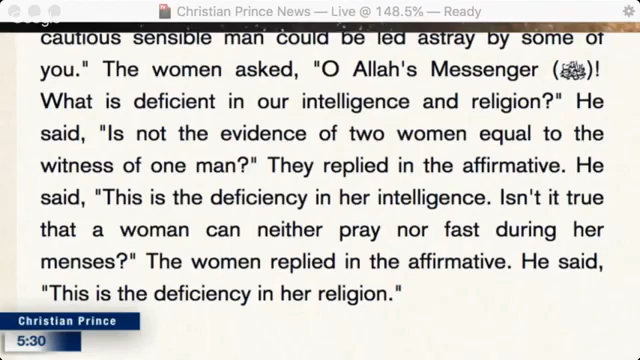 Christian Prince News — Live @ 148.5% — Ready
cautious sensible man could be led astray by some of
you." The women asked, "O Allah's Messenger (ﷺ)!
What is deficient in our intelligence and religion?" He
said, "Is not the evidence of two women equal to the
witness of one man?" They replied in the affirmative. He
said, "This is the deficiency in her intelligence. Isn't it true
that a woman can neither pray nor fast during her
menses?" The women replied in the affirmative. He said,
"This is the deficiency in her religion."
Christian Prince
5:30